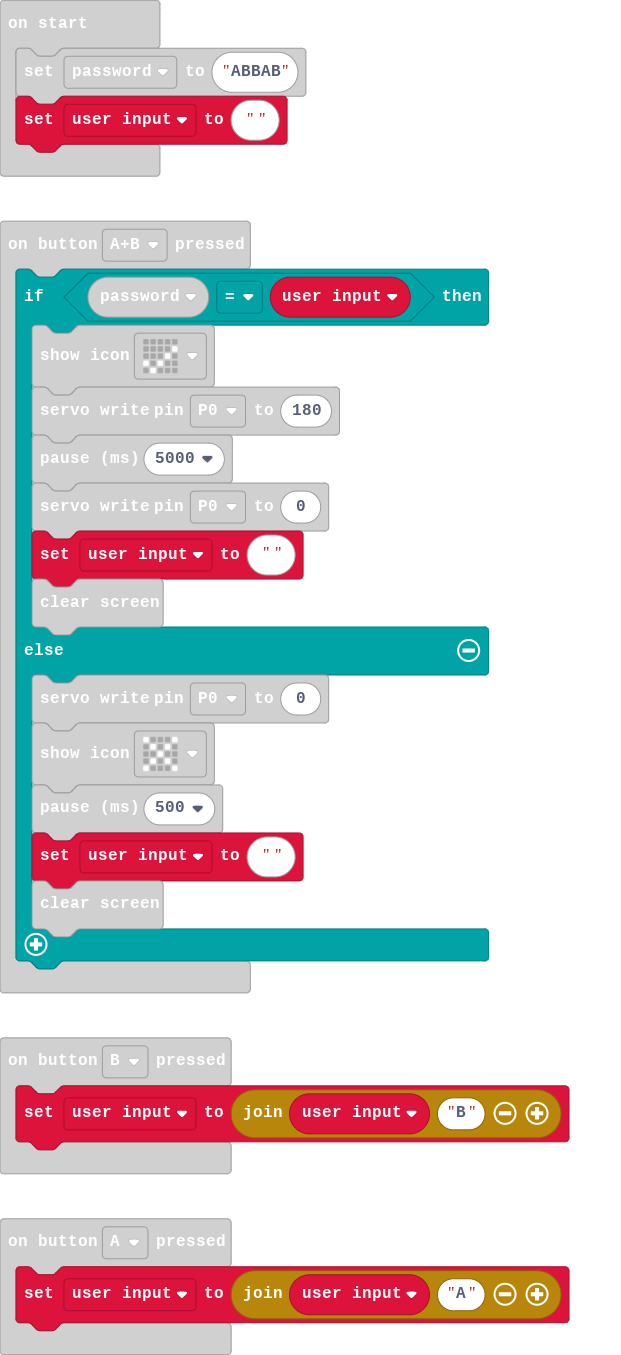 on start
set password to "ABBAB"
set user input to " "
on button A+B pressed
if password = user input then
show icon
servo write pin P0 to 180
pause (ms) 5000
servo write pin P0 to 0
set user input to " "
clear screen
else
servo write pin P0 to 0
show icon
pause (ms) 500
set user input to " "
clear screen
on button B pressed
set user input to join user input "B"
on button A pressed
set user input to join user input "A"